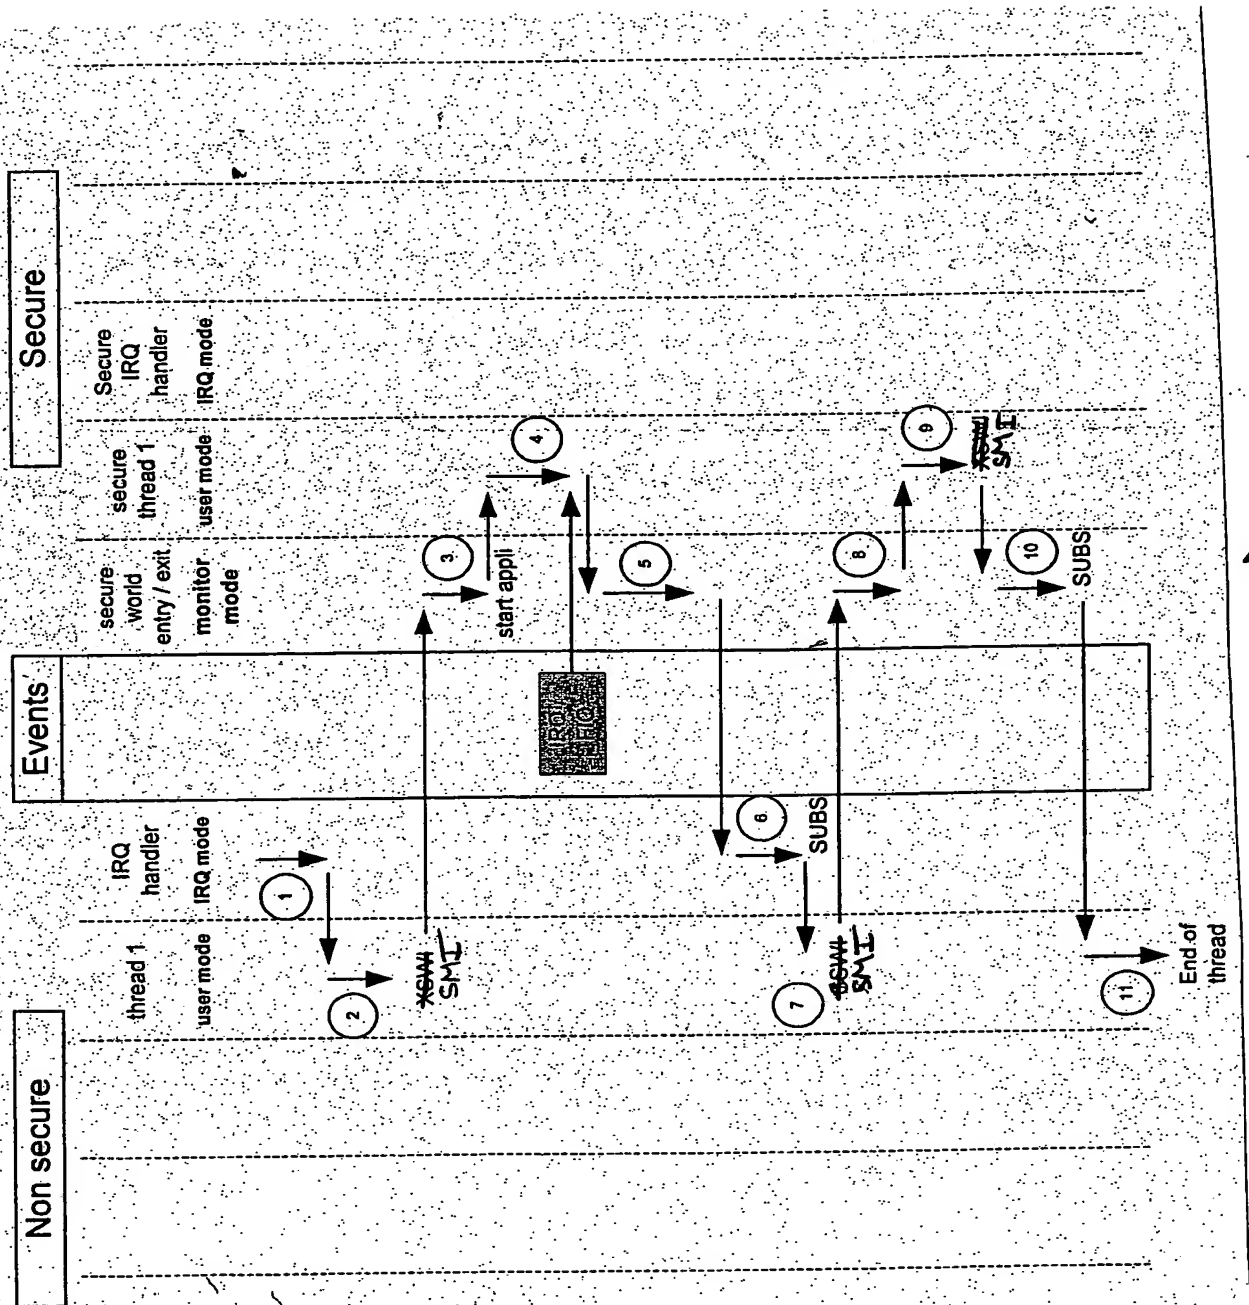 Non secure
Events
Secure
thread 1
user mode
IRQ
handler
IRQ mode
secure
world
entry / exit
monitor
mode
secure
thread 1
user mode
Secure
IRQ
handler
IRQ mode
1
2
SMI
3
start appli
4
5
6
SUBS
7
SMI
8
9
SMI
10
SUBS
11
End of
thread